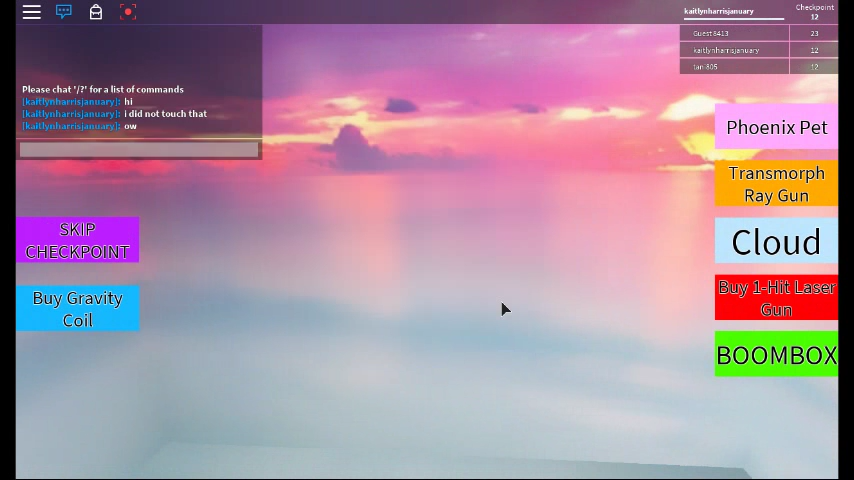 kaitlynharrisjanuary
Checkpoint
12
Guest 8413 23
kaitlynharrisjanuary 12
Ian-805 12
Please chat '/?' for a list of commands
[kaitlynharrisjanuary]: hi
[kaitlynharrisjanuary]: i did not touch that
[kaitlynharrisjanuary]: ow
SKIP
CHECKPOINT
Buy Gravity
Coil
Phoenix Pet
Transmorph
Ray Gun
Cloud
Buy 1-Hit Laser
Gun
BOOMBOX